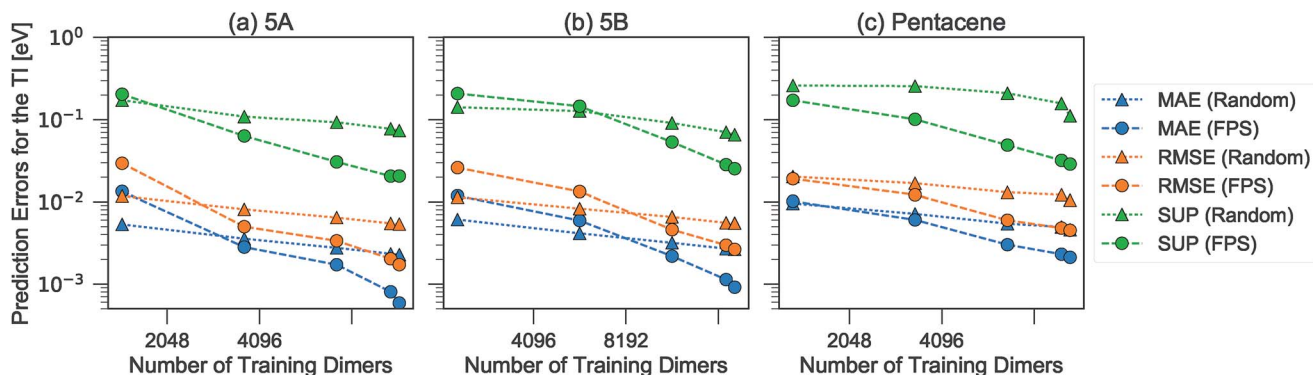 (a) 5A
(b) 5B
(c) Pentacene
Prediction Errors for the TI [eV]
10⁰
10⁻¹
10⁻²
10⁻³
2048 4096
4096 8192
2048 4096
Number of Training Dimers
Number of Training Dimers
Number of Training Dimers
MAE (Random)
MAE (FPS)
RMSE (Random)
RMSE (FPS)
SUP (Random)
SUP (FPS)